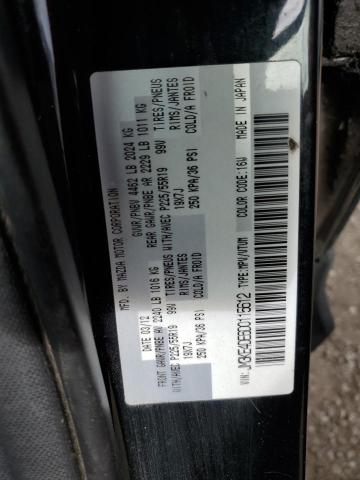 MFD. BY MAZDA MOTOR CORPORATION
DATE 03/12 GVWR/PNBV 4462 LB 2024 KG
FRONT GAWR/PNBE AV 2240 LB 1016 KG REAR GAWR/PNBE AR 2229 LB 1011 KG
WITH/AVEC P225/55R19 99V TIRES/PNEUS WITH/AVEC P225/55R19 99V TIRES/PNEUS
19X7J RIMS/JANTES 19X7J RIMS/JANTES
250 KPA/36 PSI COLD/A FROID 250 KPA/36 PSI COLD/A FROID
VIN: JM3KE4DE6D0115612 TYPE:MPV/VTUM COLOR CODE:16W MADE IN JAPAN